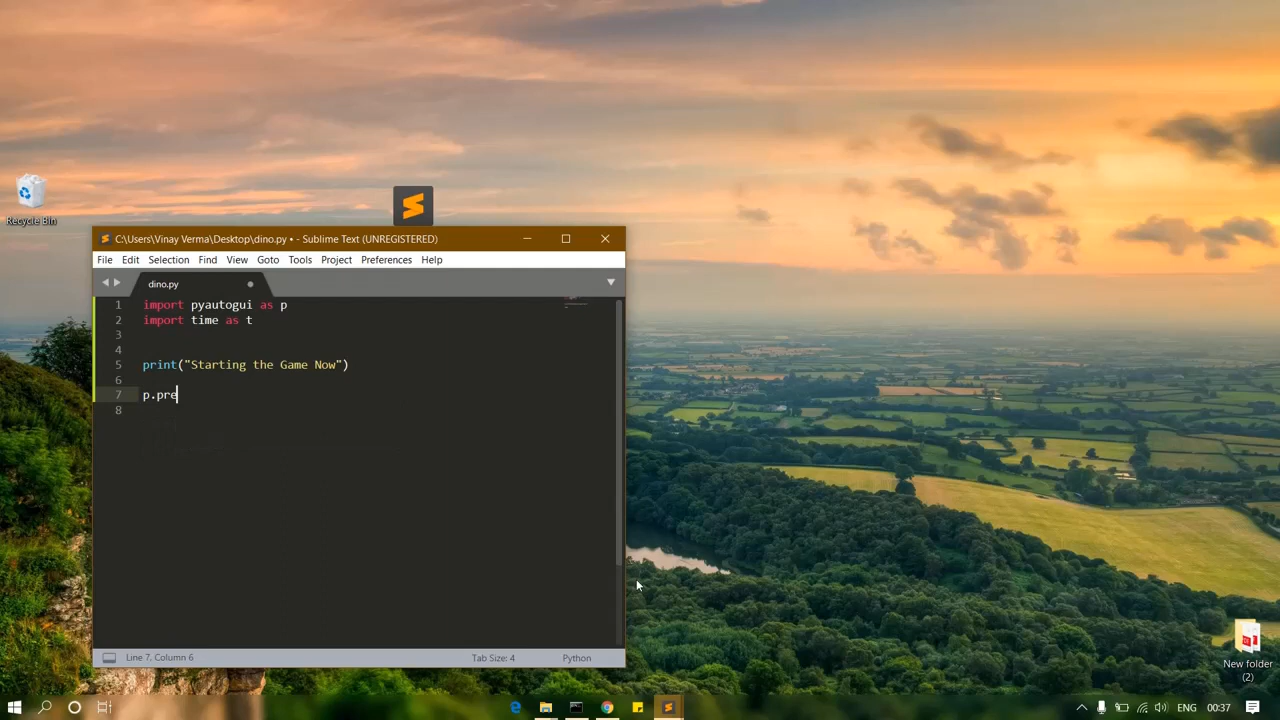 Recycle Bin
C:\Users\Vinay Verma\Desktop\dino.py • - Sublime Text (UNREGISTERED)
File Edit Selection Find View Goto Tools Project Preferences Help
dino.py
1 import pyautogui as p
2 import time as t
3
4
5 print("Starting the Game Now")
6
7 p.pre
8
Line 7, Column 6 Tab Size: 4 Python
New folder
(2)
ENG 00:37